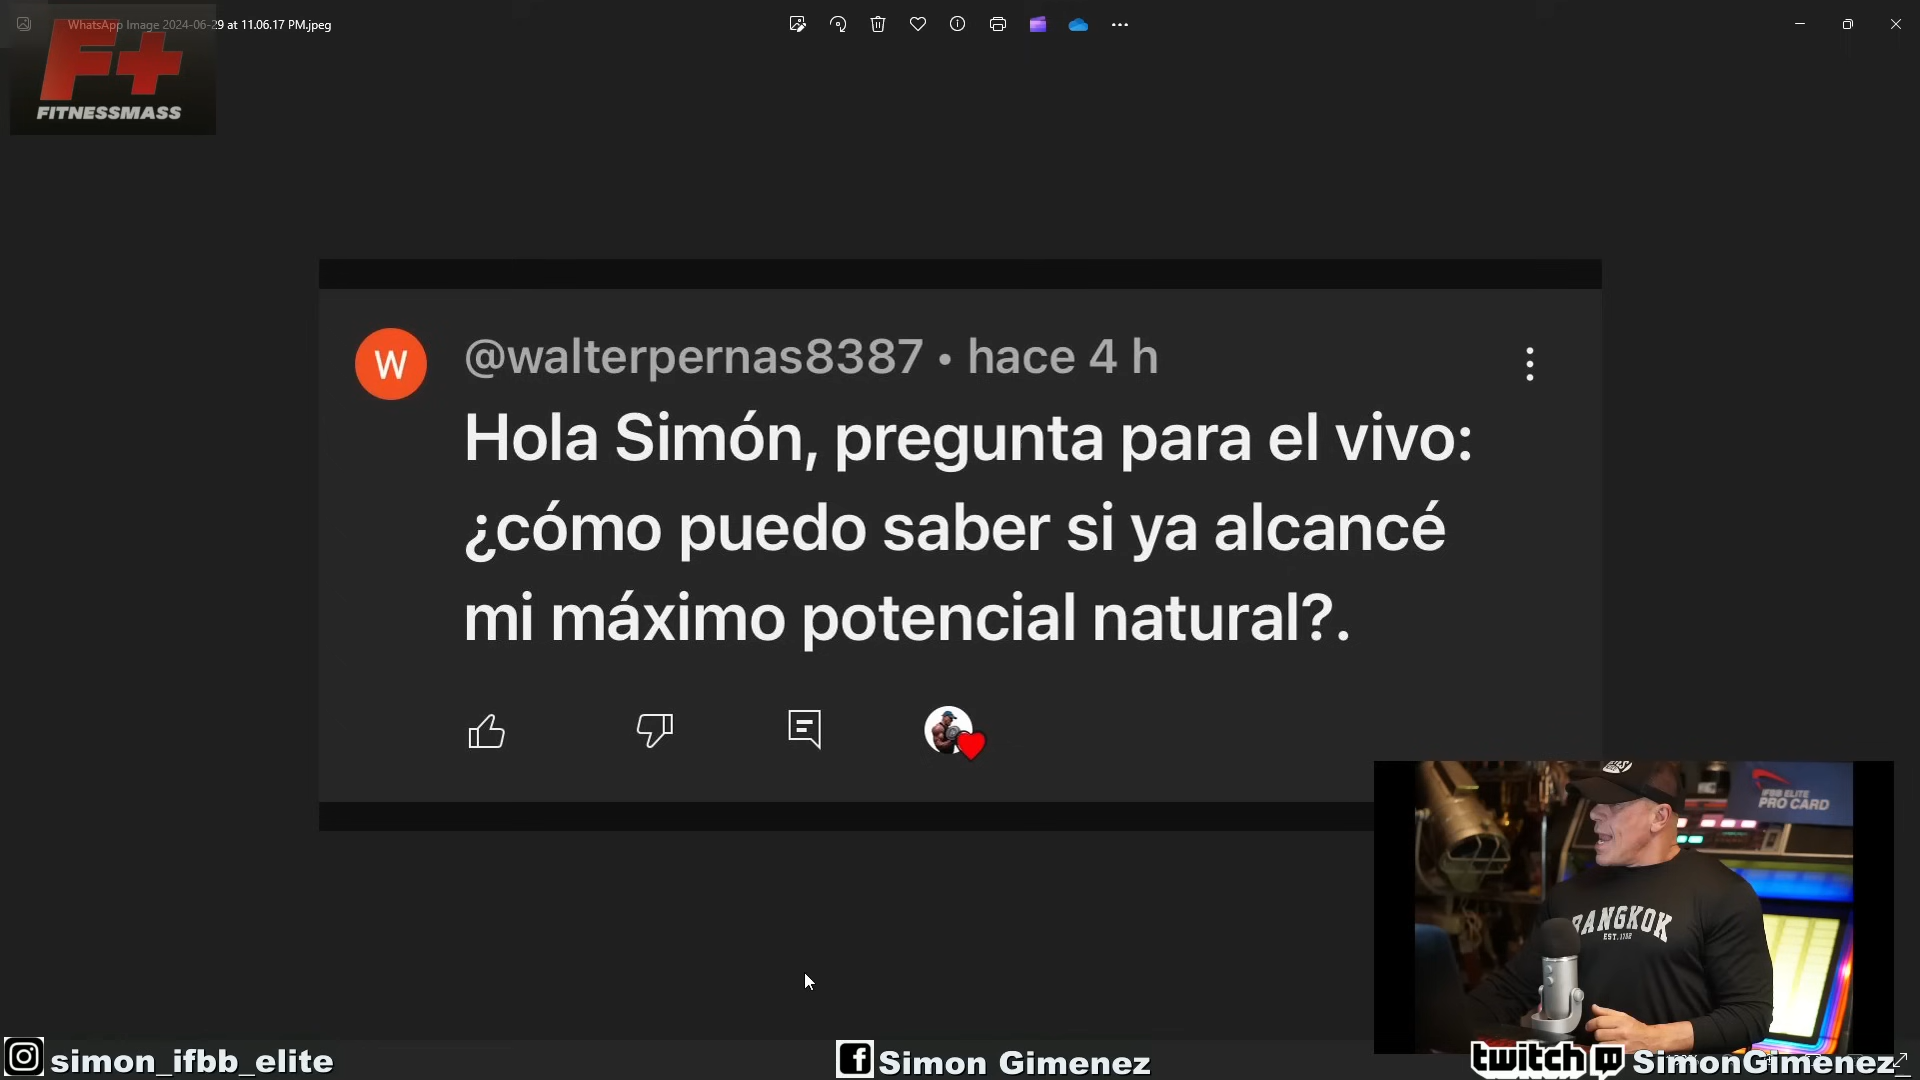 WhatsApp Image 2024-06-29 at 11.06.17 PM.jpeg
F+
FITNESSMASS
W
@walterpernas8387 • hace 4 h
Hola Simón, pregunta para el vivo:
¿cómo puedo saber si ya alcancé
mi máximo potencial natural?.
IFBB ELITE
PRO CARD
BANGKOK
EST. 1782
simon_ifbb_elite
Simon Gimenez
twitch SimonGimenez_